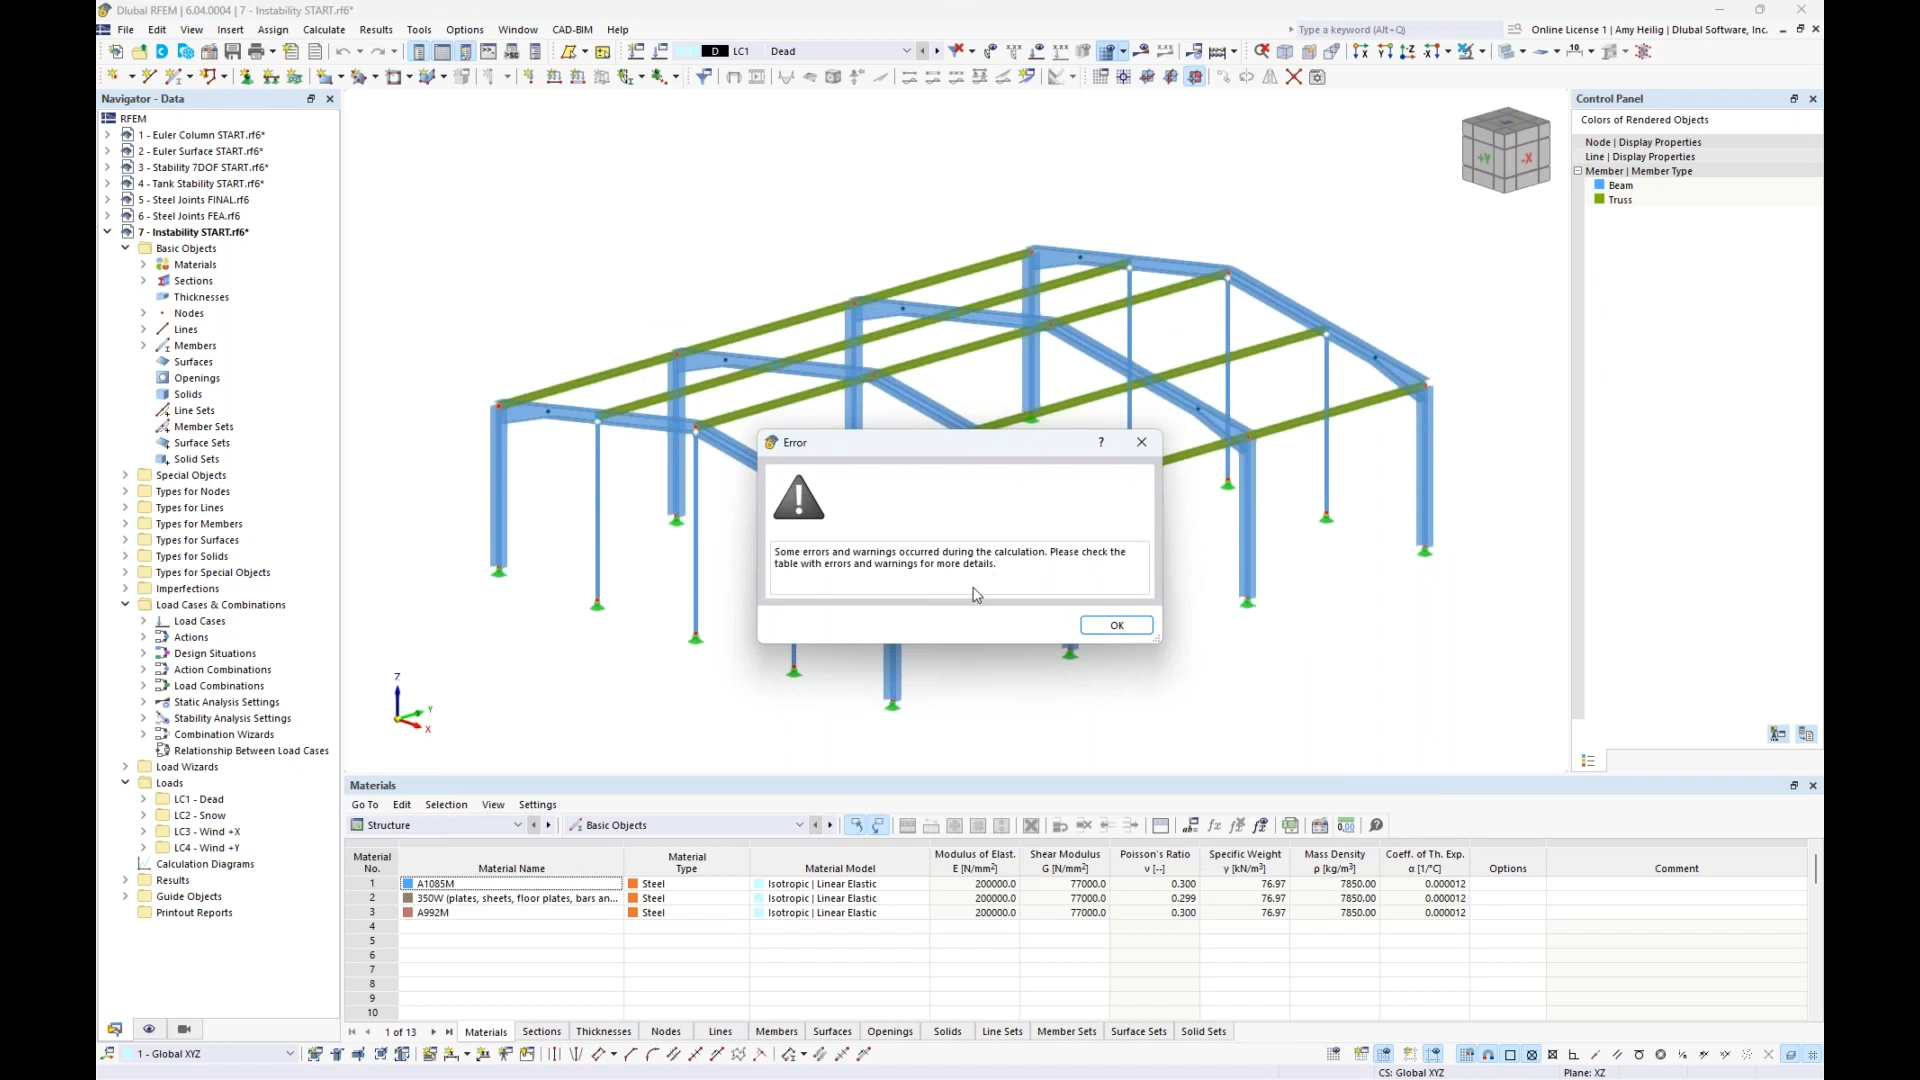 Dlubal RFEM | 6.04.0004 | 7 - Instability START.rf6*
File Edit View Insert Assign Calculate Results Tools Options Window CAD-BIM Help
Type a keyword (Alt+Q)
Online License 1 | Amy Heilig | Dlubal Software, Inc.
D LC1 Dead
Navigator - Data
RFEM
1 - Euler Column START.rf6*
2 - Euler Surface START.rf6*
3 - Stability 7DOF START.rf6*
4 - Tank Stability START.rf6*
5 - Steel Joints FINAL.rf6
6 - Steel Joints FEA.rf6
7 - Instability START.rf6*
Basic Objects
Materials
Sections
Thicknesses
Nodes
Lines
Members
Surfaces
Openings
Solids
Line Sets
Member Sets
Surface Sets
Solid Sets
Special Objects
Types for Nodes
Types for Lines
Types for Members
Types for Surfaces
Types for Solids
Types for Special Objects
Imperfections
Load Cases & Combinations
Load Cases
Actions
Design Situations
Action Combinations
Load Combinations
Static Analysis Settings
Stability Analysis Settings
Combination Wizards
Relationship Between Load Cases
Load Wizards
Loads
LC1 - Dead
LC2 - Snow
LC3 - Wind +X
LC4 - Wind +Y
Calculation Diagrams
Results
Guide Objects
Printout Reports
+Y -X
Z
Y
X
Error
?
Some errors and warnings occurred during the calculation. Please check the
table with errors and warnings for more details.
OK
Control Panel
Colors of Rendered Objects
Node | Display Properties
Line | Display Properties
Member | Member Type
Beam
Truss
Materials
Go To Edit Selection View Settings
Structure Basic Objects
Material Material Modulus of Elast. Shear Modulus Poisson's Ratio Specific Weight Mass Density Coeff. of Th. Exp.
No. Material Name Type Material Model E [N/mm²] G [N/mm²] ν [--] γ [kN/m³] ρ [kg/m³] α [1/°C] Options Comment
1 A1085M Steel Isotropic | Linear Elastic 200000.0 77000.0 0.300 76.97 7850.00 0.000012
2 350W (plates, sheets, floor plates, bars an... Steel Isotropic | Linear Elastic 200000.0 77000.0 0.299 76.97 7850.00 0.000012
3 A992M Steel Isotropic | Linear Elastic 200000.0 77000.0 0.300 76.97 7850.00 0.000012
4
5
6
7
8
9
10
1 of 13 Materials Sections Thicknesses Nodes Lines Members Surfaces Openings Solids Line Sets Member Sets Surface Sets Solid Sets
1 - Global XYZ
CS: Global XYZ Plane: XZ